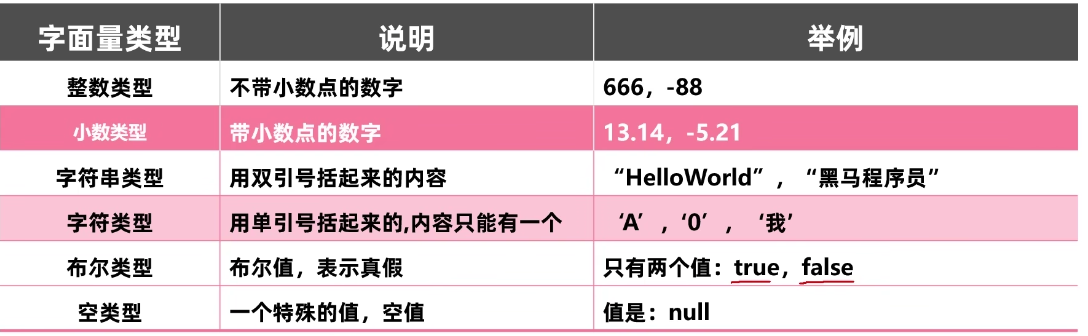 字面量类型 说明 举例
整数类型 不带小数点的数字 666，-88
小数类型 带小数点的数字 13.14，-5.21
字符串类型 用双引号括起来的内容 “HelloWorld”，“黑马程序员”
字符类型 用单引号括起来的,内容只能有一个 ‘A’，‘0’，‘我’
布尔类型 布尔值，表示真假 只有两个值：true，false
空类型 一个特殊的值，空值 值是：null